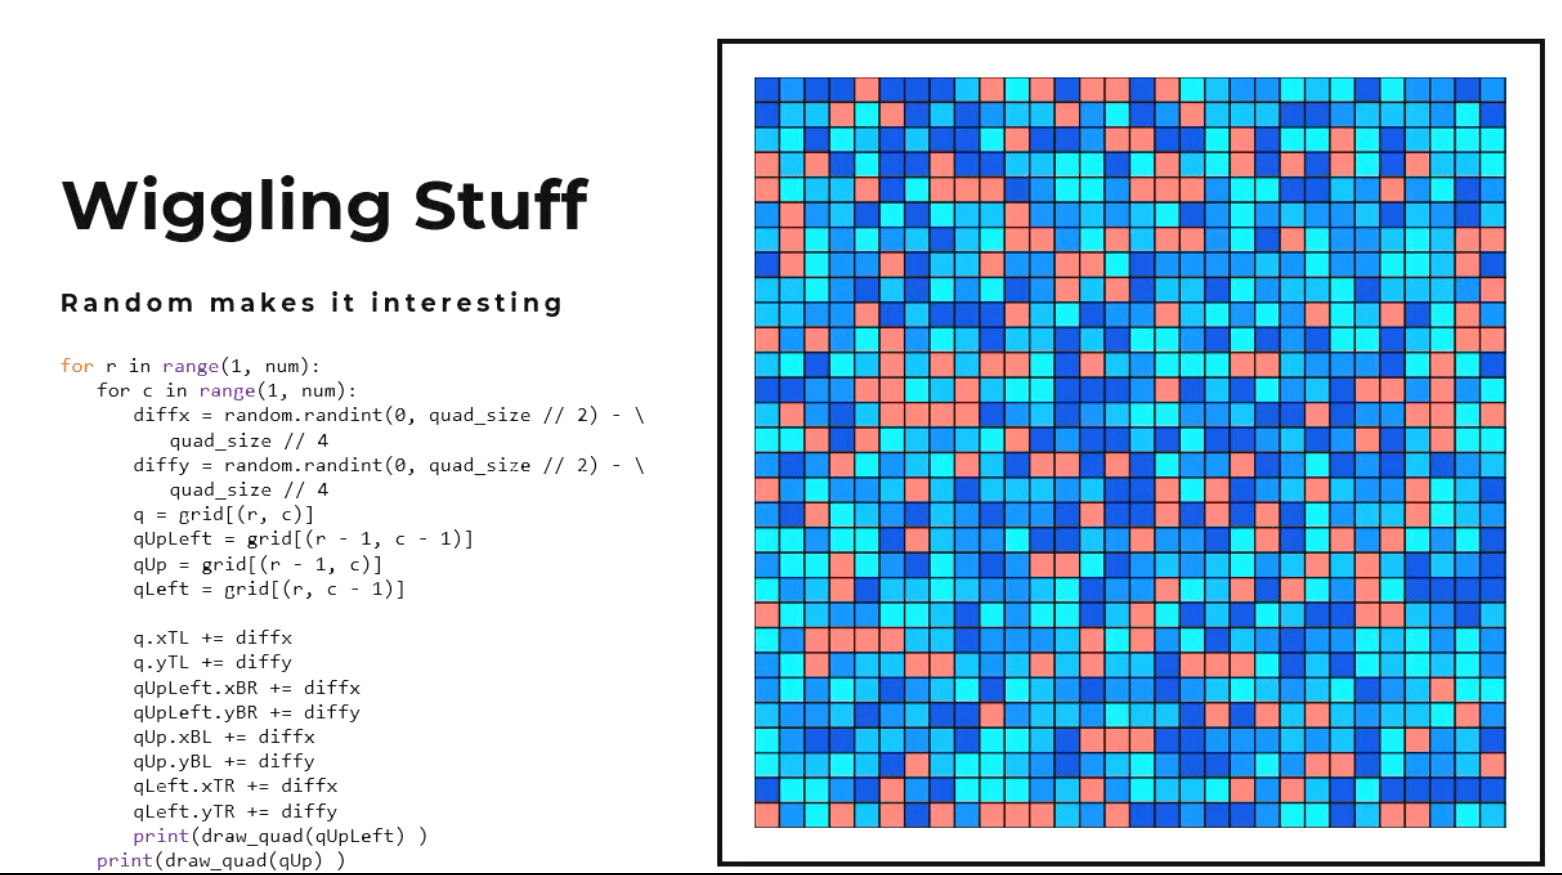 Wiggling Stuff
Random makes it interesting
for r in range(1, num):
for c in range(1, num):
diffx = random.randint(0, quad_size // 2) - \
quad_size // 4
diffy = random.randint(0, quad_size // 2) - \
quad_size // 4
q = grid[(r, c)]
qUpLeft = grid[(r - 1, c - 1)]
qUp = grid[(r - 1, c)]
qLeft = grid[(r, c - 1)]
q.xTL += diffx
q.yTL += diffy
qUpLeft.xBR += diffx
qUpLeft.yBR += diffy
qUp.xBL += diffx
qUp.yBL += diffy
qLeft.xTR += diffx
qLeft.yTR += diffy
print(draw_quad(qUpLeft) )
print(draw_quad(qUp) )